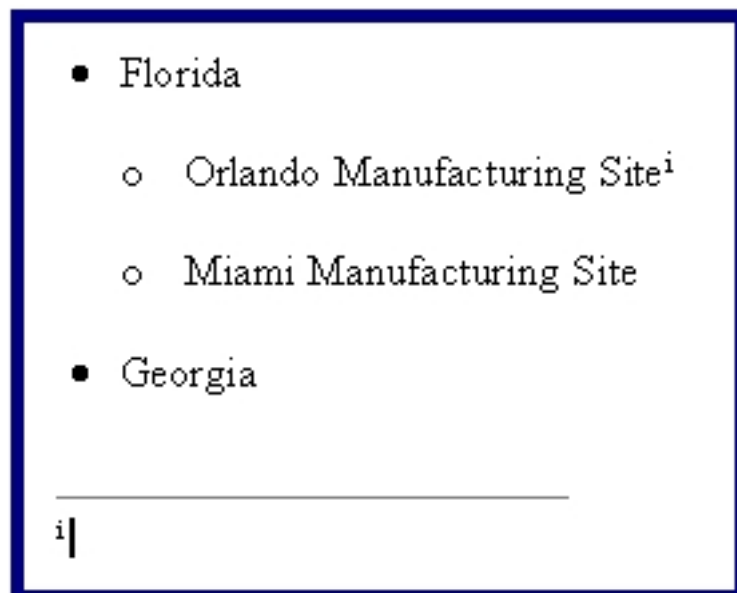 • Florida
o Orlando Manufacturing Siteⁱ
o Miami Manufacturing Site
• Georgia
ⁱ